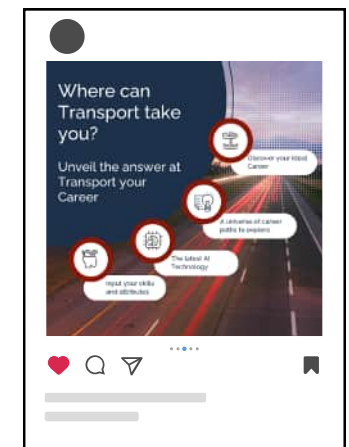 Where can
Transport take
you?
Unveil the answer at
Transport your
Career
Discover your Ideal
Career
A universe of career
paths to explore
The latest AI
Technology
Input your skills
and attributes